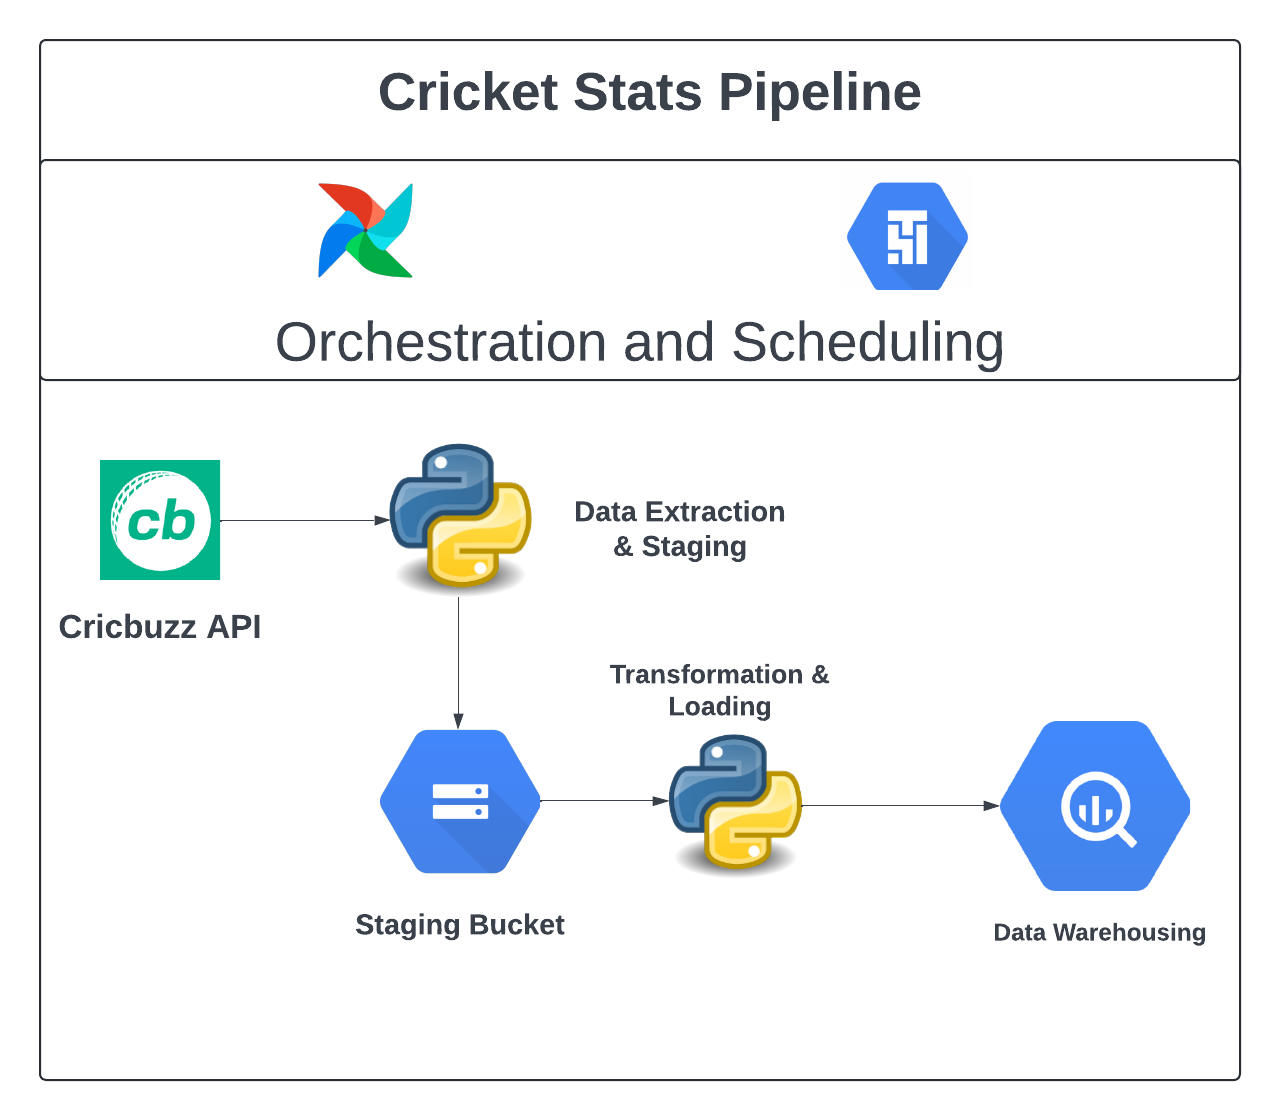 Cricket Stats Pipeline
Orchestration and Scheduling
cb
Data Extraction
& Staging
Cricbuzz API
Transformation &
Loading
Staging Bucket
Data Warehousing